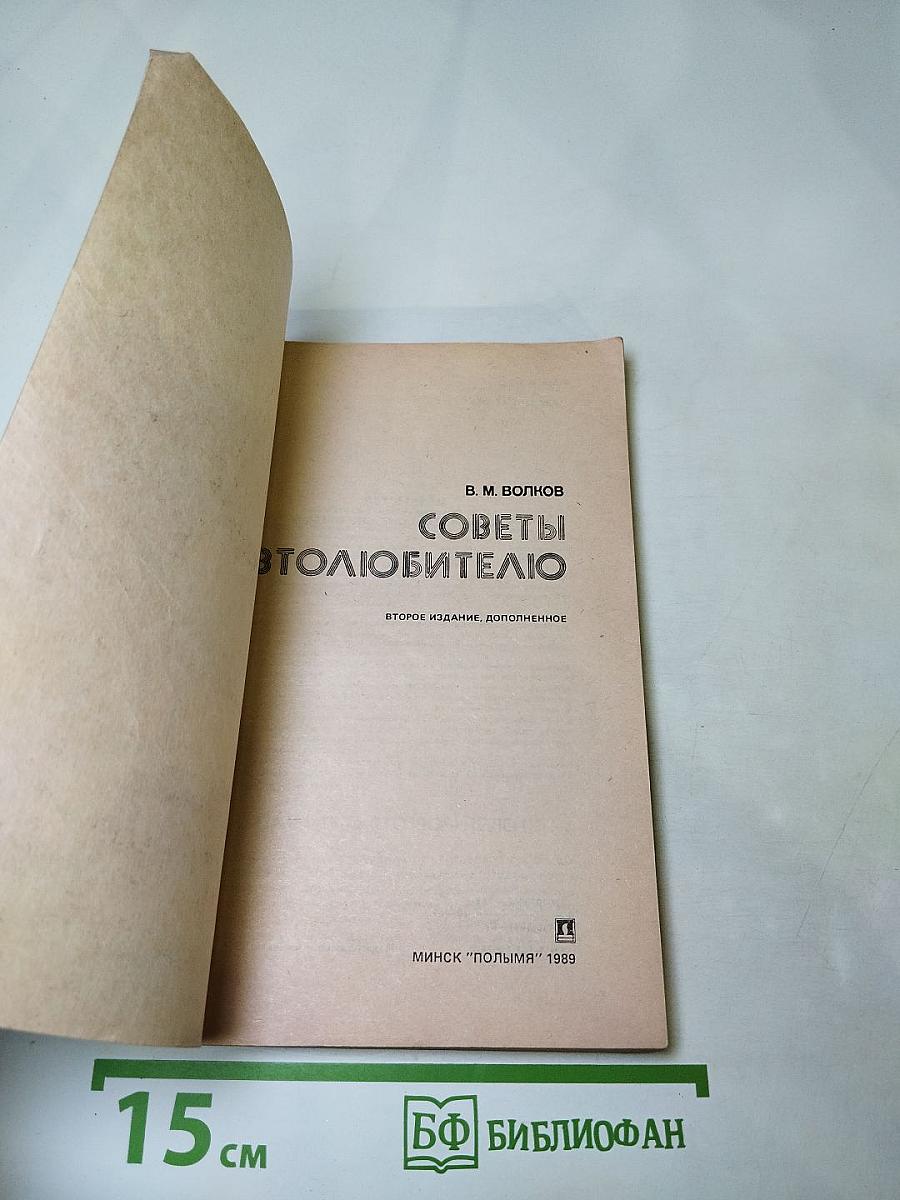 В. М. ВОЛКОВ
СОВЕТЫ
ВТОЛЮБИТЕЛЮ
ВТОРОЕ ИЗДАНИЕ, ДОПОЛНЕННОЕ
МИНСК "ПОЛЫМЯ" 1989
15 см
БФ БИБЛИОФАН